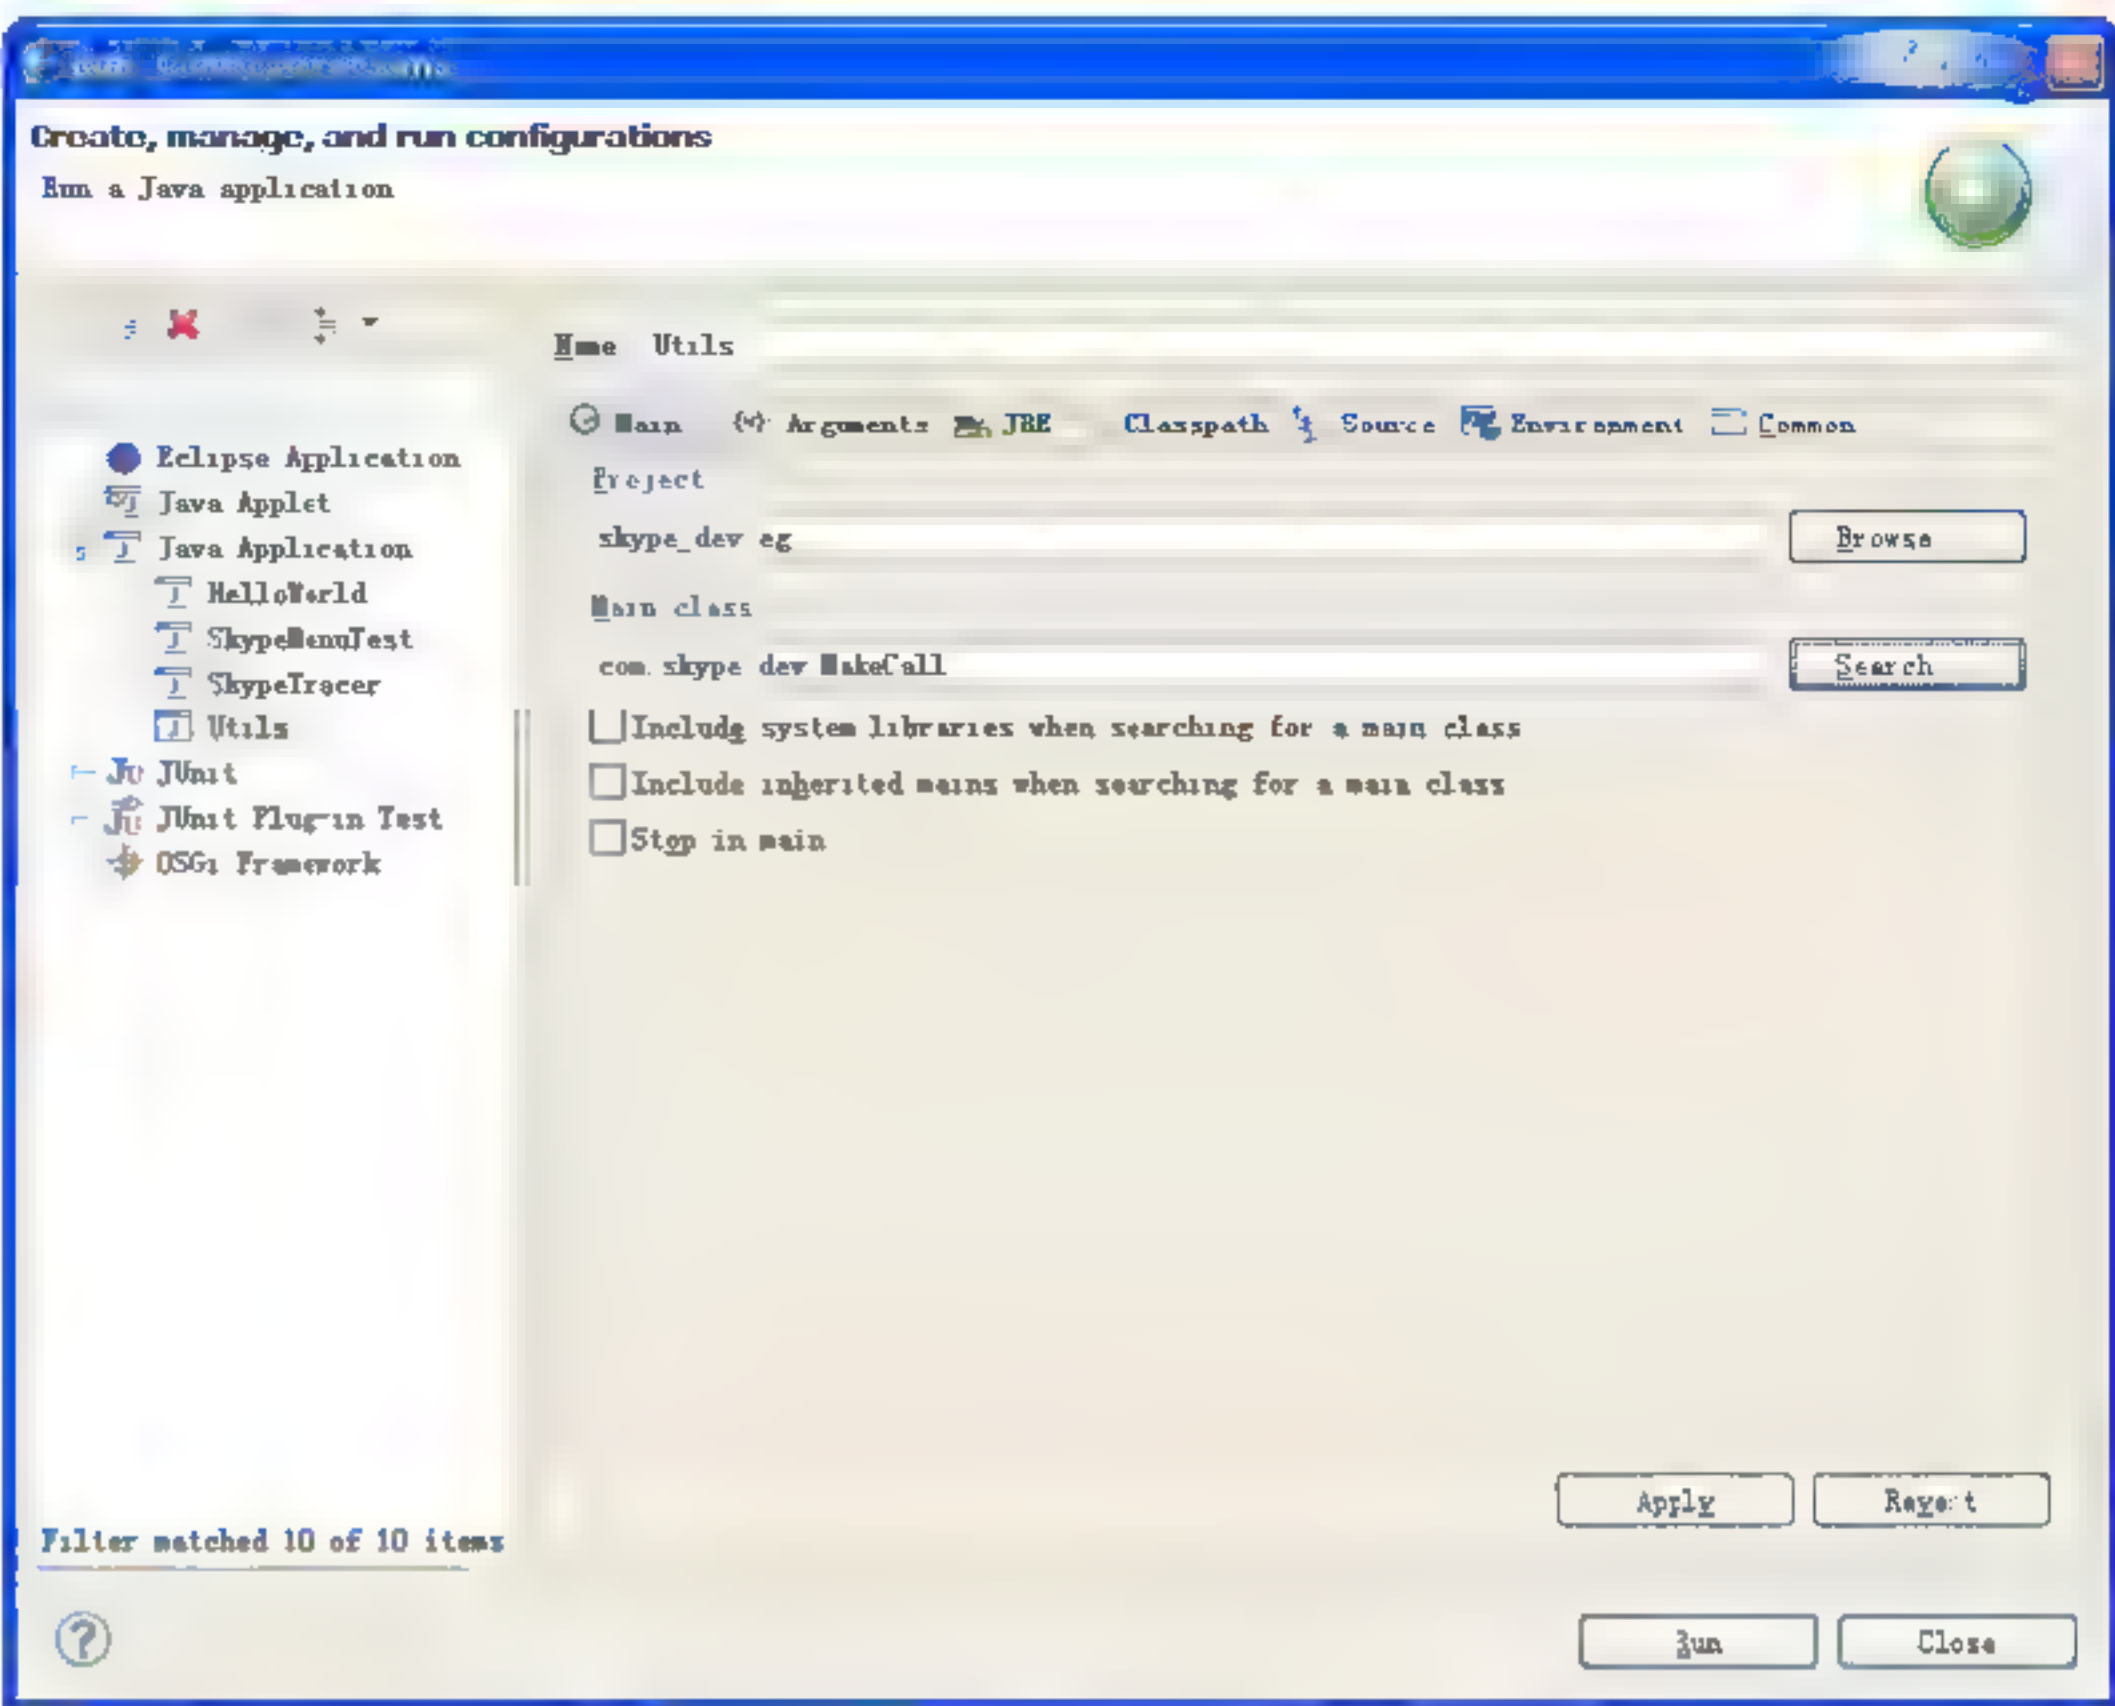 Create, manage, and run configurations
Run a Java application
Name Utils
Main Arguments JRE Classpath Source Environment Common
Eclipse Application
Java Applet
Java Application
HelloWorld
SkypeMenuTest
SkypeTracer
Utils
JUnit
JUnit Plug-in Test
OSGi Framework
Filter matched 10 of 10 items
Project
skype_dev eg
Browse
Main class
com.skype dev MakeCall
Search
Include system libraries when searching for a main class
Include inherited mains when searching for a main class
Stop in main
Apply Revert
Run Close